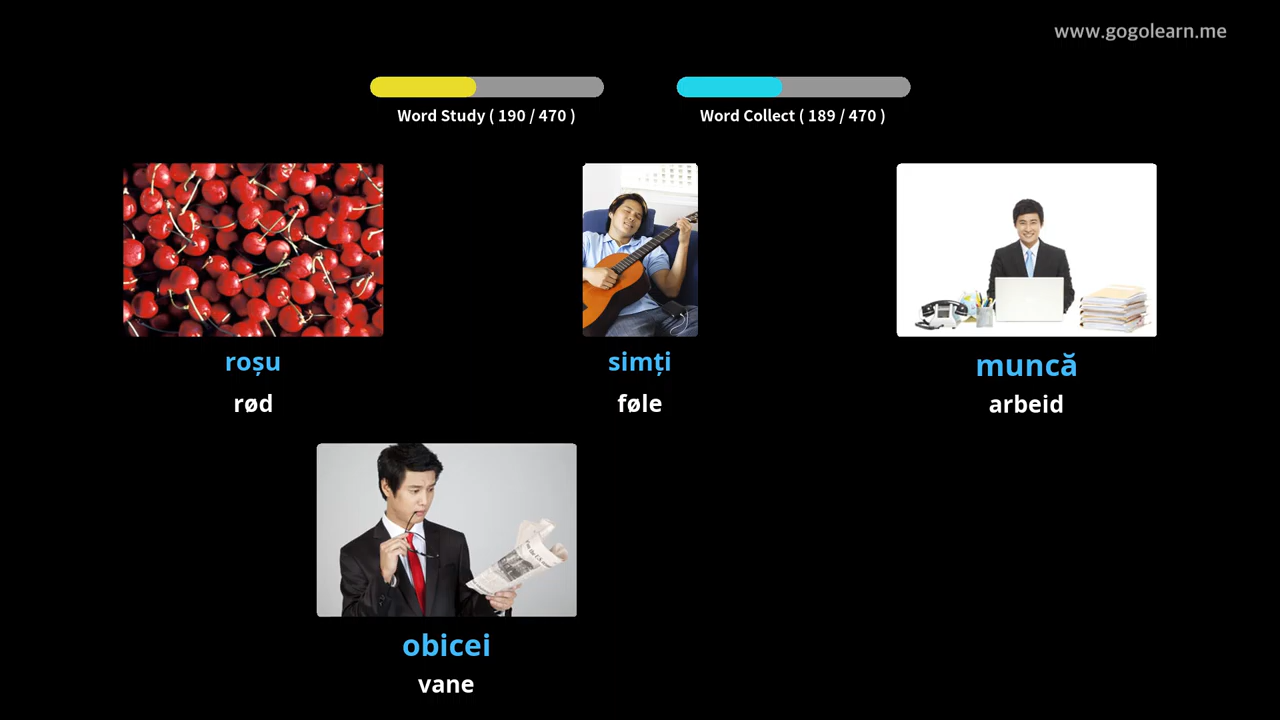 www.gogolearn.me
Word Study ( 190 / 470 )
Word Collect ( 189 / 470 )
roșu
simți
muncă
rød
føle
arbeid
obicei
vane